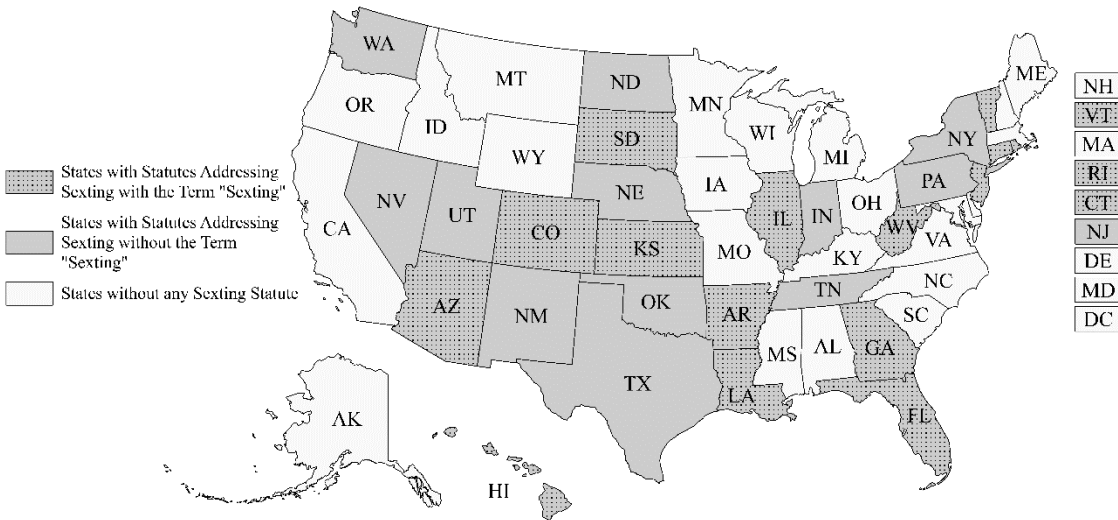 WA
MT
ND
MN
ME
OR
ID
SD
WI
NY
MI
WY
IA
NE
PA
NV
UT
IL
IN
OH
CA
CO
KS
MO
WV
VA
KY
NC
TN
AZ
NM
OK
AR
SC
MS
AL
GA
TX
LA
FL
AK
HI
NH
VT
MA
RI
CT
NJ
DE
MD
DC
States with Statutes Addressing
Sexting with the Term "Sexting"
States with Statutes Addressing
Sexting without the Term
"Sexting"
States without any Sexting Statute